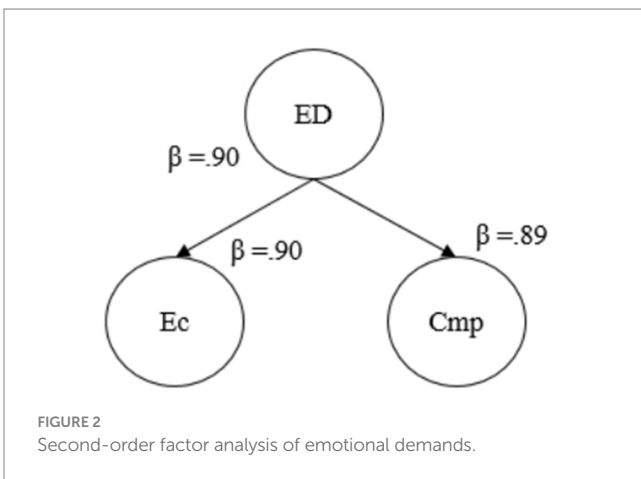 ED
β =.90
β =.90
β =.89
Ec
Cmp
FIGURE 2
Second-order factor analysis of emotional demands.